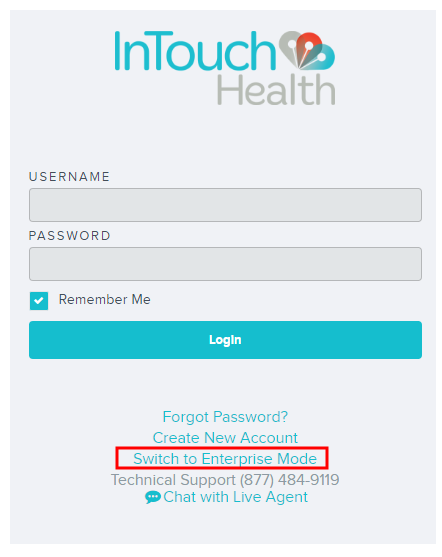 InTouch
Health
USERNAME
PASSWORD
Remember Me
LogIn
Forgot Password?
Create New Account
Switch to Enterprise Mode
Technical Support (877) 484-9119
Chat with Live Agent